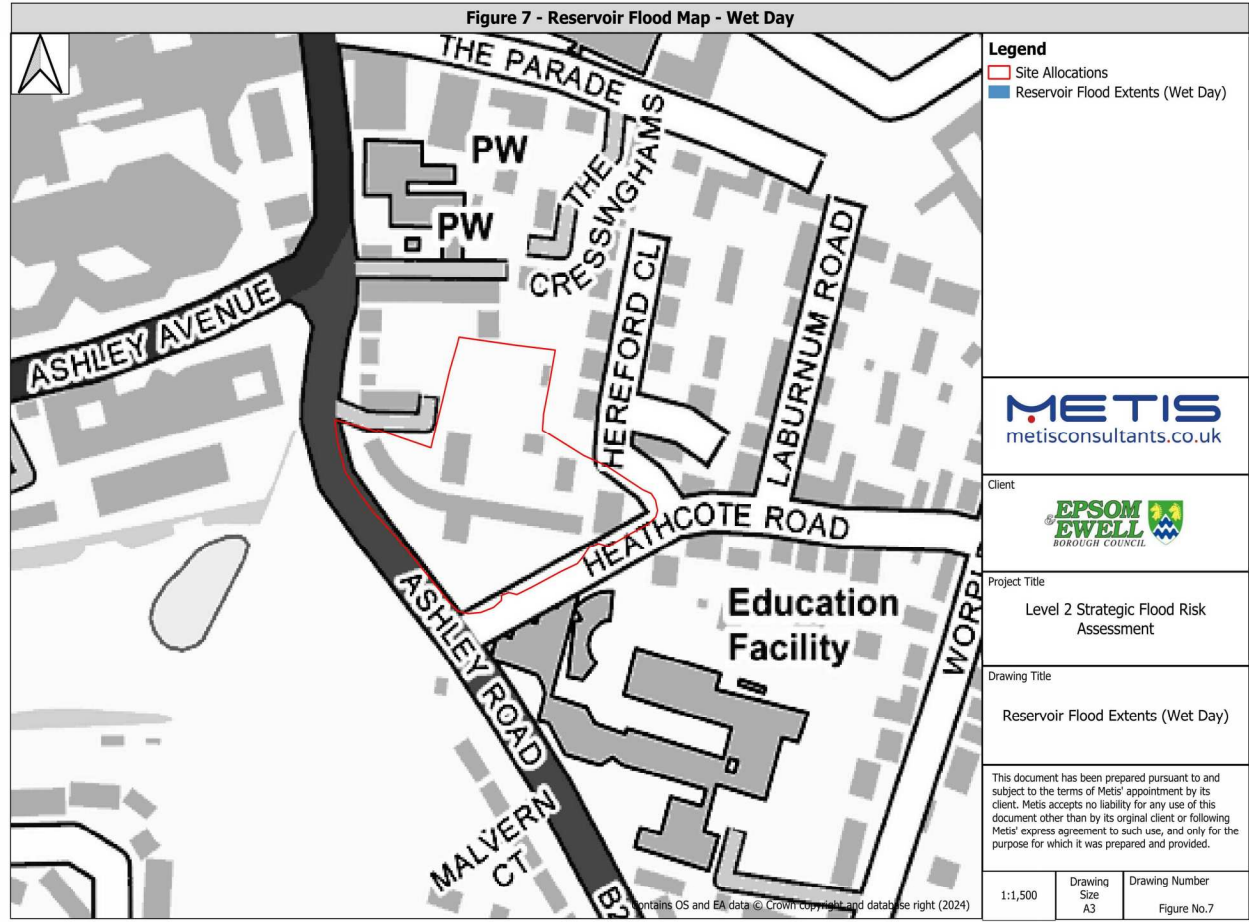 Figure 7 - Reservoir Flood Map - Wet Day
THE PARADE
PW
PW
THE
CRESSINGHAMS
HEREFORD CL
LABURNUM ROAD
ASHLEY AVENUE
HEATHCOTE ROAD
Education
Facility
ASHLEY ROAD
MALVERN
CT
Contains OS and EA data © Crown copyright and database right (2024)
Legend
Site Allocations
Reservoir Flood Extents (Wet Day)
METIS
metisconsultants.co.uk
Client
EPSOM
& EWELL
BOROUGH COUNCIL
Project Title
Level 2 Strategic Flood Risk
Assessment
Drawing Title
Reservoir Flood Extents (Wet Day)
This document has been prepared pursuant to and
subject to the terms of Metis' appointment by its
client. Metis accepts no liability for any use of this
document other than by its orginal client or following
Metis' express agreement to such use, and only for the
purpose for which it was prepared and provided.
1:1,500
Drawing
Size
A3
Drawing Number
Figure No.7